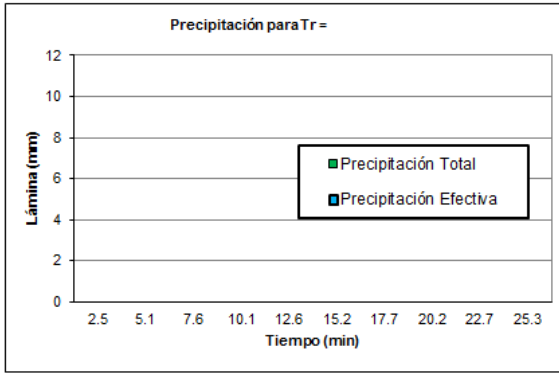 Precipitación para Tr =
12
10
8
6
4
2
0
Lámina (mm)
Precipitación Total
Precipitación Efectiva
2.5 5.1 7.6 10.1 12.6 15.2 17.7 20.2 22.7 25.3
Tiempo (min)